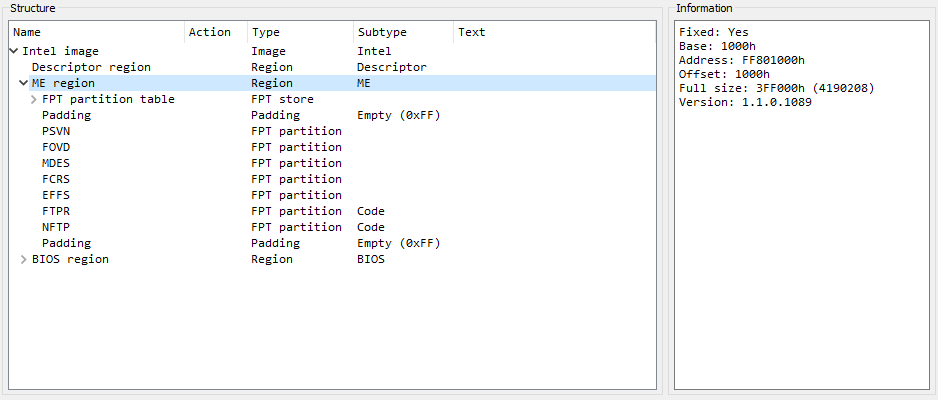 Structure
Name Action Type Subtype Text
Intel image Image Intel
Descriptor region Region Descriptor
ME region Region ME
FPT partition table FPT store
Padding Padding Empty (0xFF)
PSVN FPT partition
FOVD FPT partition
MDES FPT partition
FCRS FPT partition
EFFS FPT partition
FTPR FPT partition Code
NFTP FPT partition Code
Padding Padding Empty (0xFF)
BIOS region Region BIOS
Information
Fixed: Yes
Base: 1000h
Address: FF801000h
Offset: 1000h
Full size: 3FF000h (4190208)
Version: 1.1.0.1089